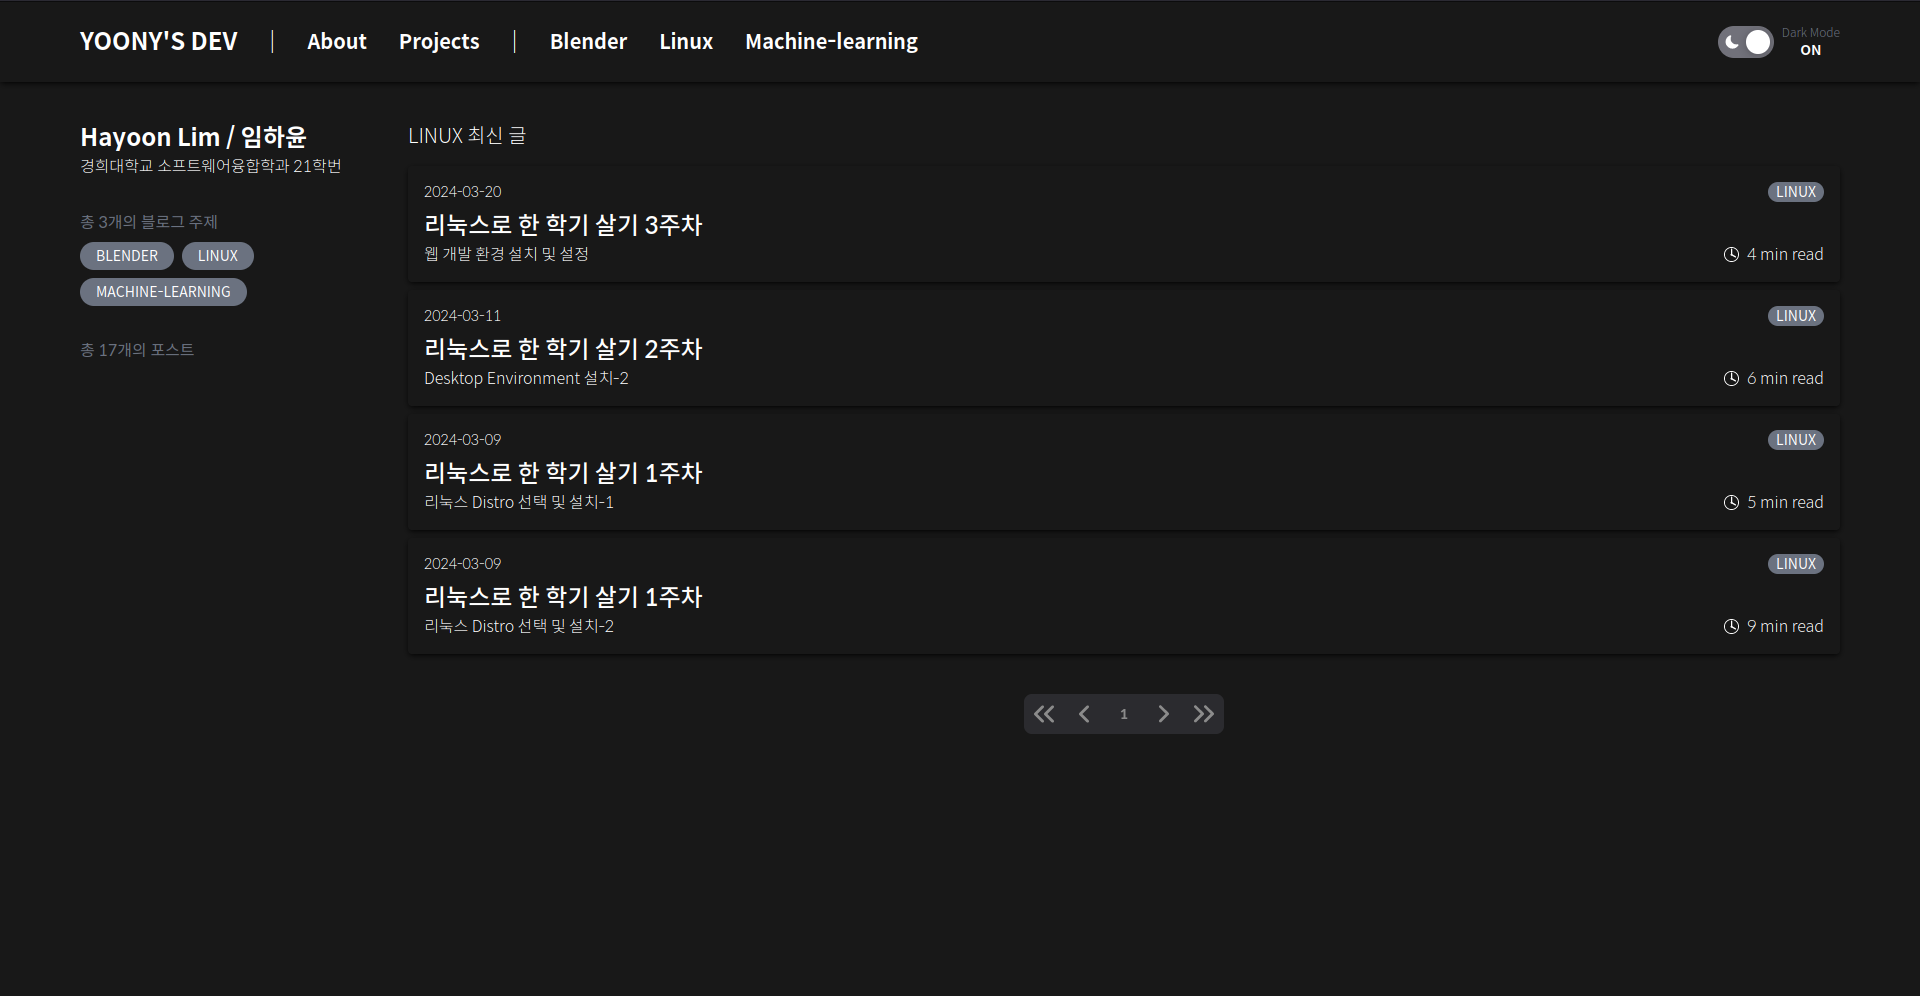 YOONY'S DEV | About Projects | Blender Linux Machine-learning
Dark Mode
ON
Hayoon Lim / 임하윤
경희대학교 소프트웨어융합학과 21학번
총 3개의 블로그 주제
BLENDER LINUX
MACHINE-LEARNING
총 17개의 포스트
LINUX 최신 글
2024-03-20 LINUX
리눅스로 한 학기 살기 3주차
웹 개발 환경 설치 및 설정 4 min read
2024-03-11 LINUX
리눅스로 한 학기 살기 2주차
Desktop Environment 설치-2 6 min read
2024-03-09 LINUX
리눅스로 한 학기 살기 1주차
리눅스 Distro 선택 및 설치-1 5 min read
2024-03-09 LINUX
리눅스로 한 학기 살기 1주차
리눅스 Distro 선택 및 설치-2 9 min read
1